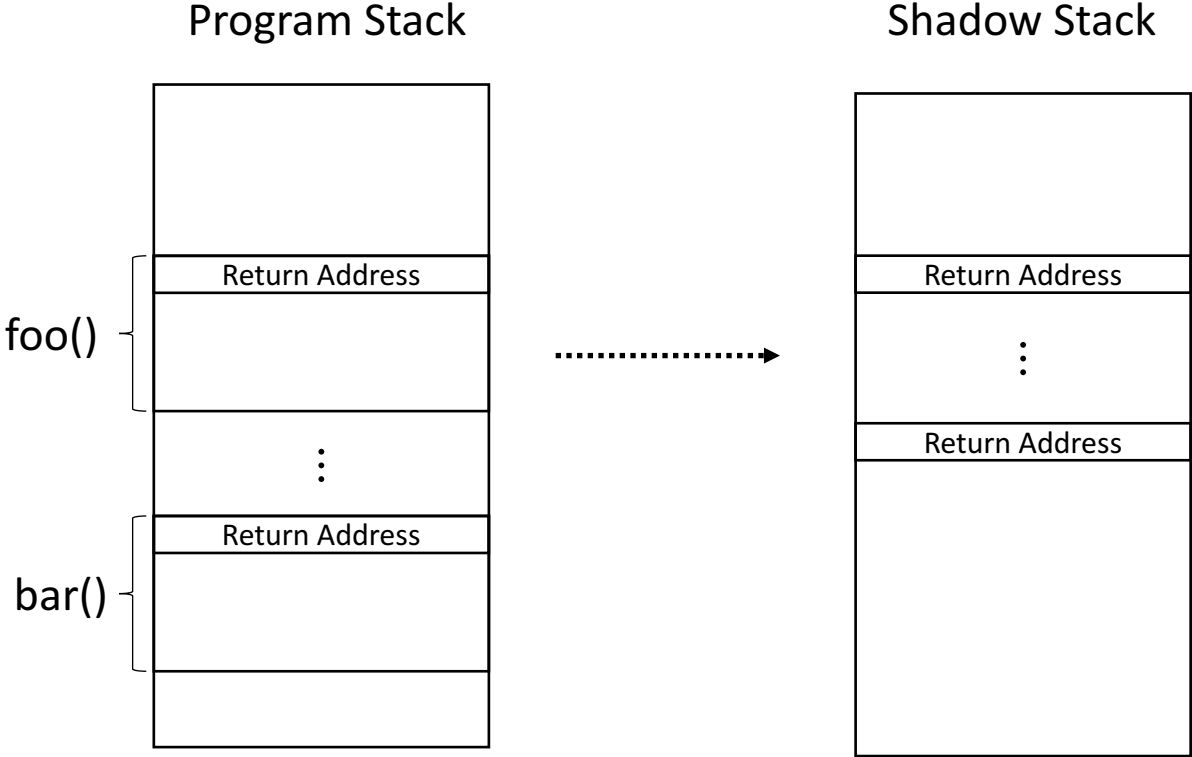 Program Stack
Shadow Stack
Return Address
Return Address
foo()
⋮
Return Address
⋮
Return Address
bar()